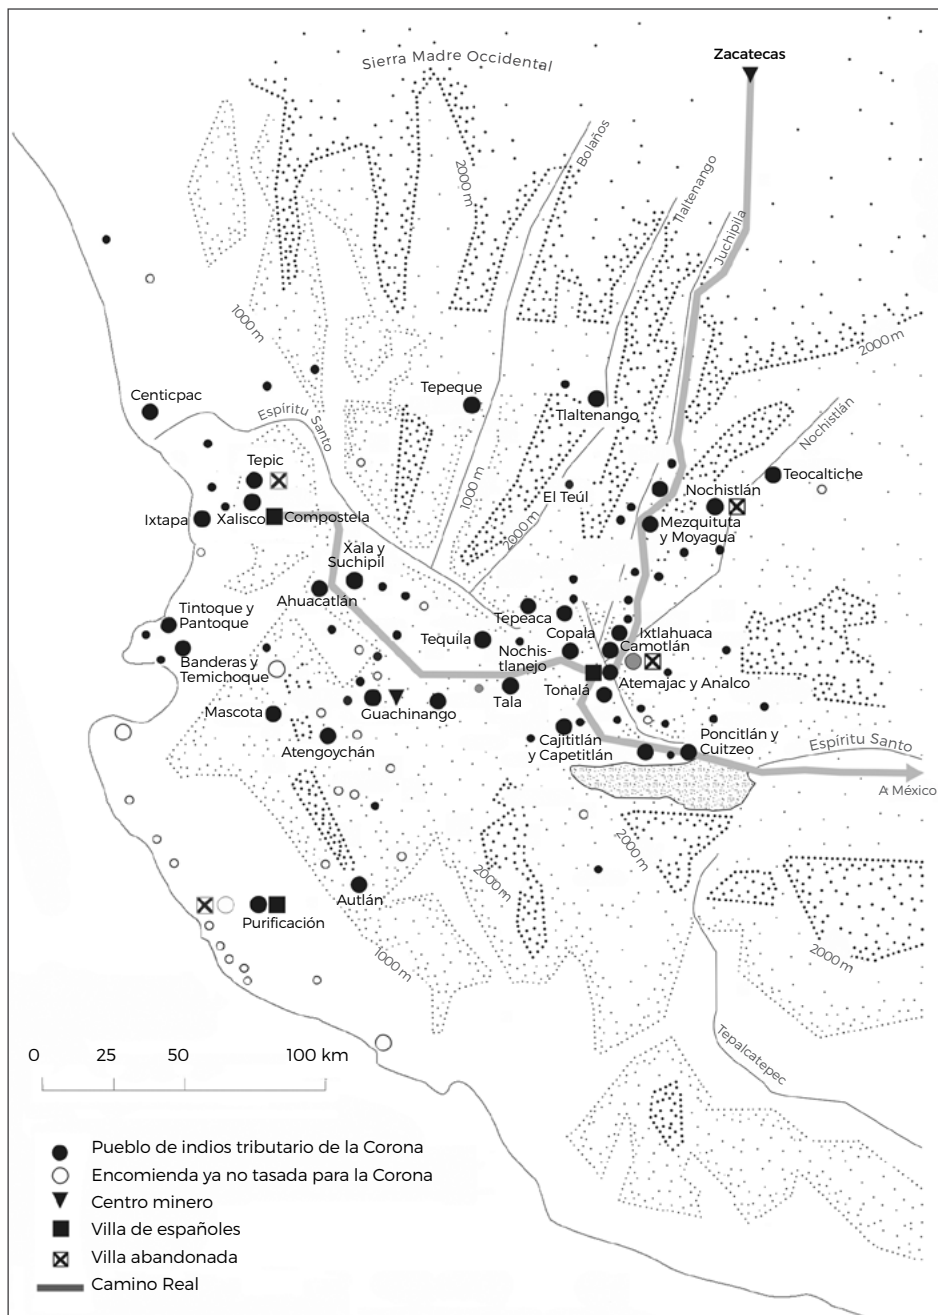 Zacatecas
Sierra Madre Occidental
Bolaños
2000 m
Tlaltenango
Juchipila
1000 m
2000 m
Centicpac
Espíritu
Santo
Tepeque
Tlaltenango
Nochistlán
Tepic
1000 m
El Teúl
Nochistlán
Teocaltiche
Ixtapa
Xalisco
Compostela
2000 m
Mezquituta
y Moyagua
Xala y
Suchipil
Ahuacatlán
Tintoque y
Pantoque
Tepeaca
Copala
Ixtlahuaca
Camotlán
Tequila
Nochis-
tlanejo
Banderas y
Temichoque
Atemajac y Analco
Tonalá
Tala
Mascota
Guachinango
Atengoychán
Cajititlán
y Capetitlán
Poncitlán y
Cuitzeo
Espíritu Santo
A México
2000 m
2000 m
Autlán
Purificación
1000 m
2000 m
Tepalcatepec
0 25 50 100 km
Pueblo de indios tributario de la Corona
Encomienda ya no tasada para la Corona
Centro minero
Villa de españoles
Villa abandonada
Camino Real